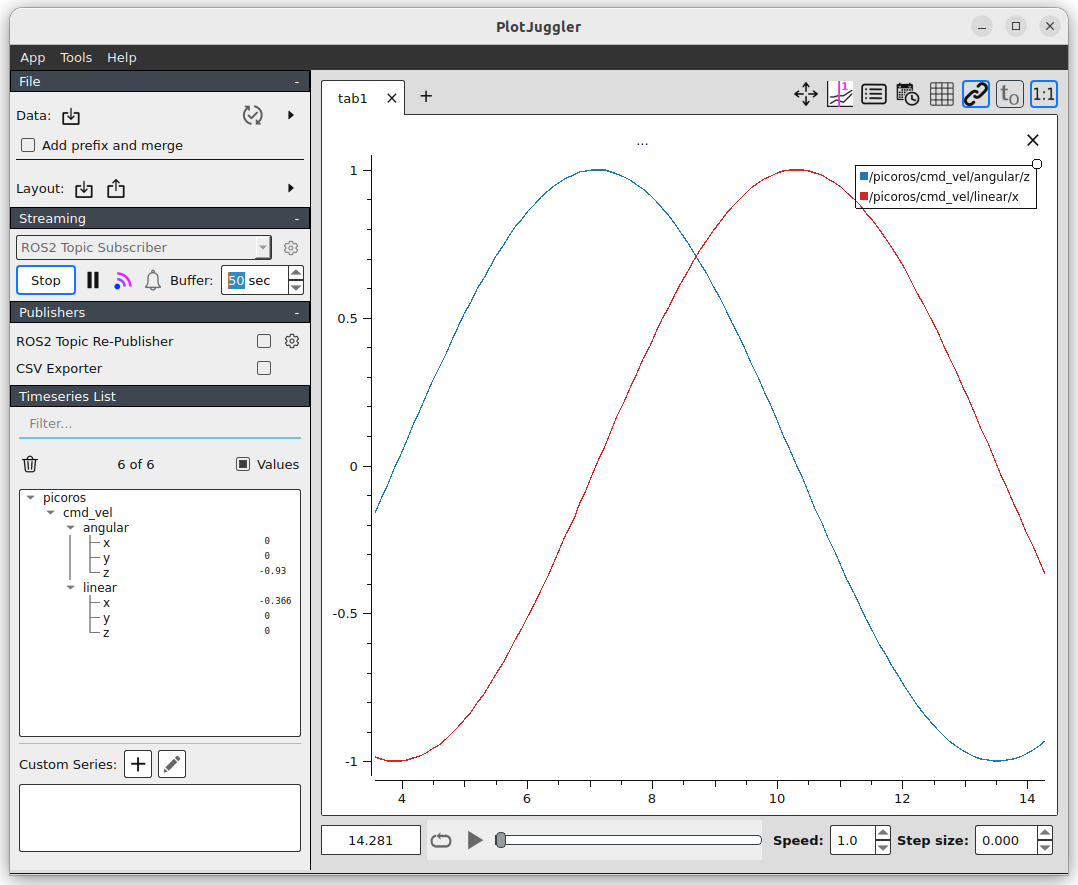 PlotJuggler
App Tools Help
File -
Data:
Add prefix and merge
Layout:
Streaming -
ROS2 Topic Subscriber
Stop Buffer: 50 sec
Publishers -
ROS2 Topic Re-Publisher
CSV Exporter
Timeseries List
Filter...
6 of 6 Values
picoros
cmd_vel
angular
x 0
y 0
z -0.93
linear
x -0.366
y 0
z 0
Custom Series:
tab1
1
t0
1:1
...
/picoros/cmd_vel/angular/z
/picoros/cmd_vel/linear/x
1
0.5
0
-0.5
-1
4 6 8 10 12 14
14.281 Speed: 1.0 Step size: 0.000